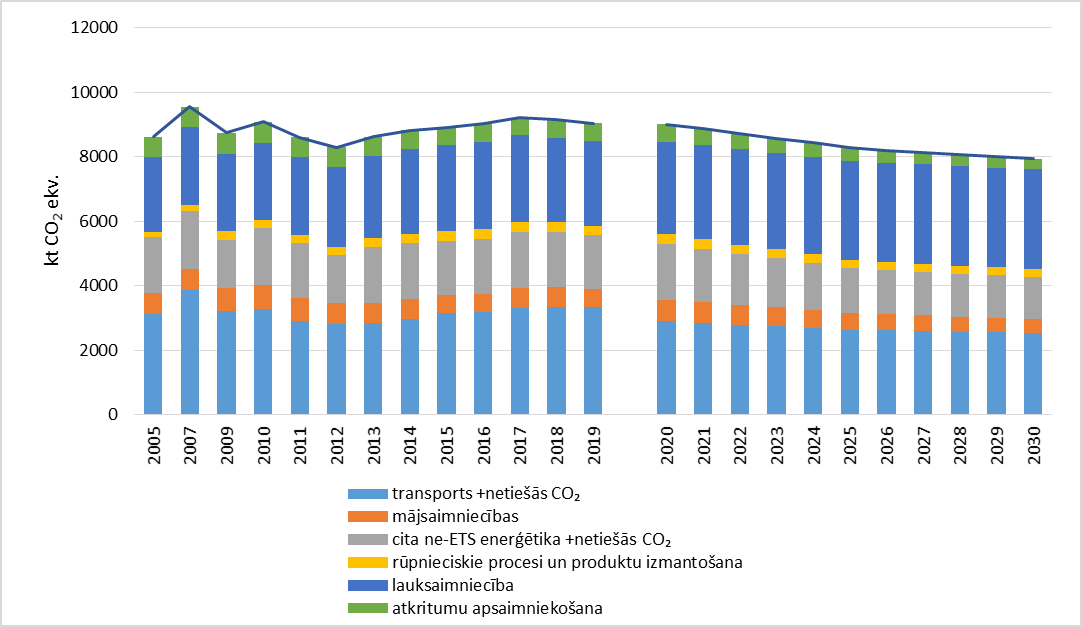 12000
10000
8000
6000
4000
2000
0
kt CO₂ ekv.
2005 2007 2009 2010 2011 2012 2013 2014 2015 2016 2017 2018 2019 2020 2021 2022 2023 2024 2025 2026 2027 2028 2029 2030
transports +netiešās CO₂
mājsaimniecības
cita ne-ETS enerģētika +netiešās CO₂
rūpnieciskie procesi un produktu izmantošana
lauksaimniecība
atkritumu apsaimniekošana